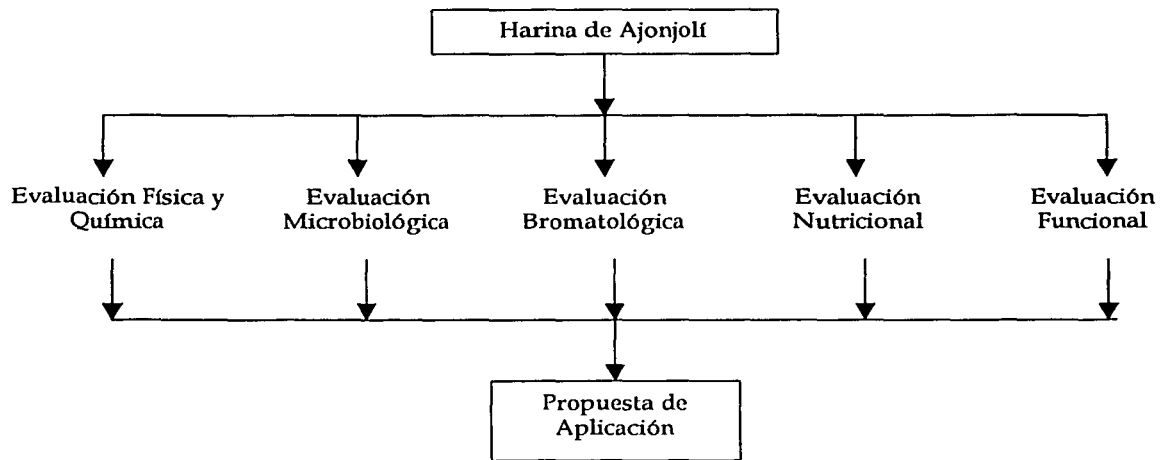 Harina de Ajonjolí
Evaluación Física y
Química
Evaluación
Microbiológica
Evaluación
Bromatológica
Evaluación
Nutricional
Evaluación
Funcional
Propuesta de
Aplicación